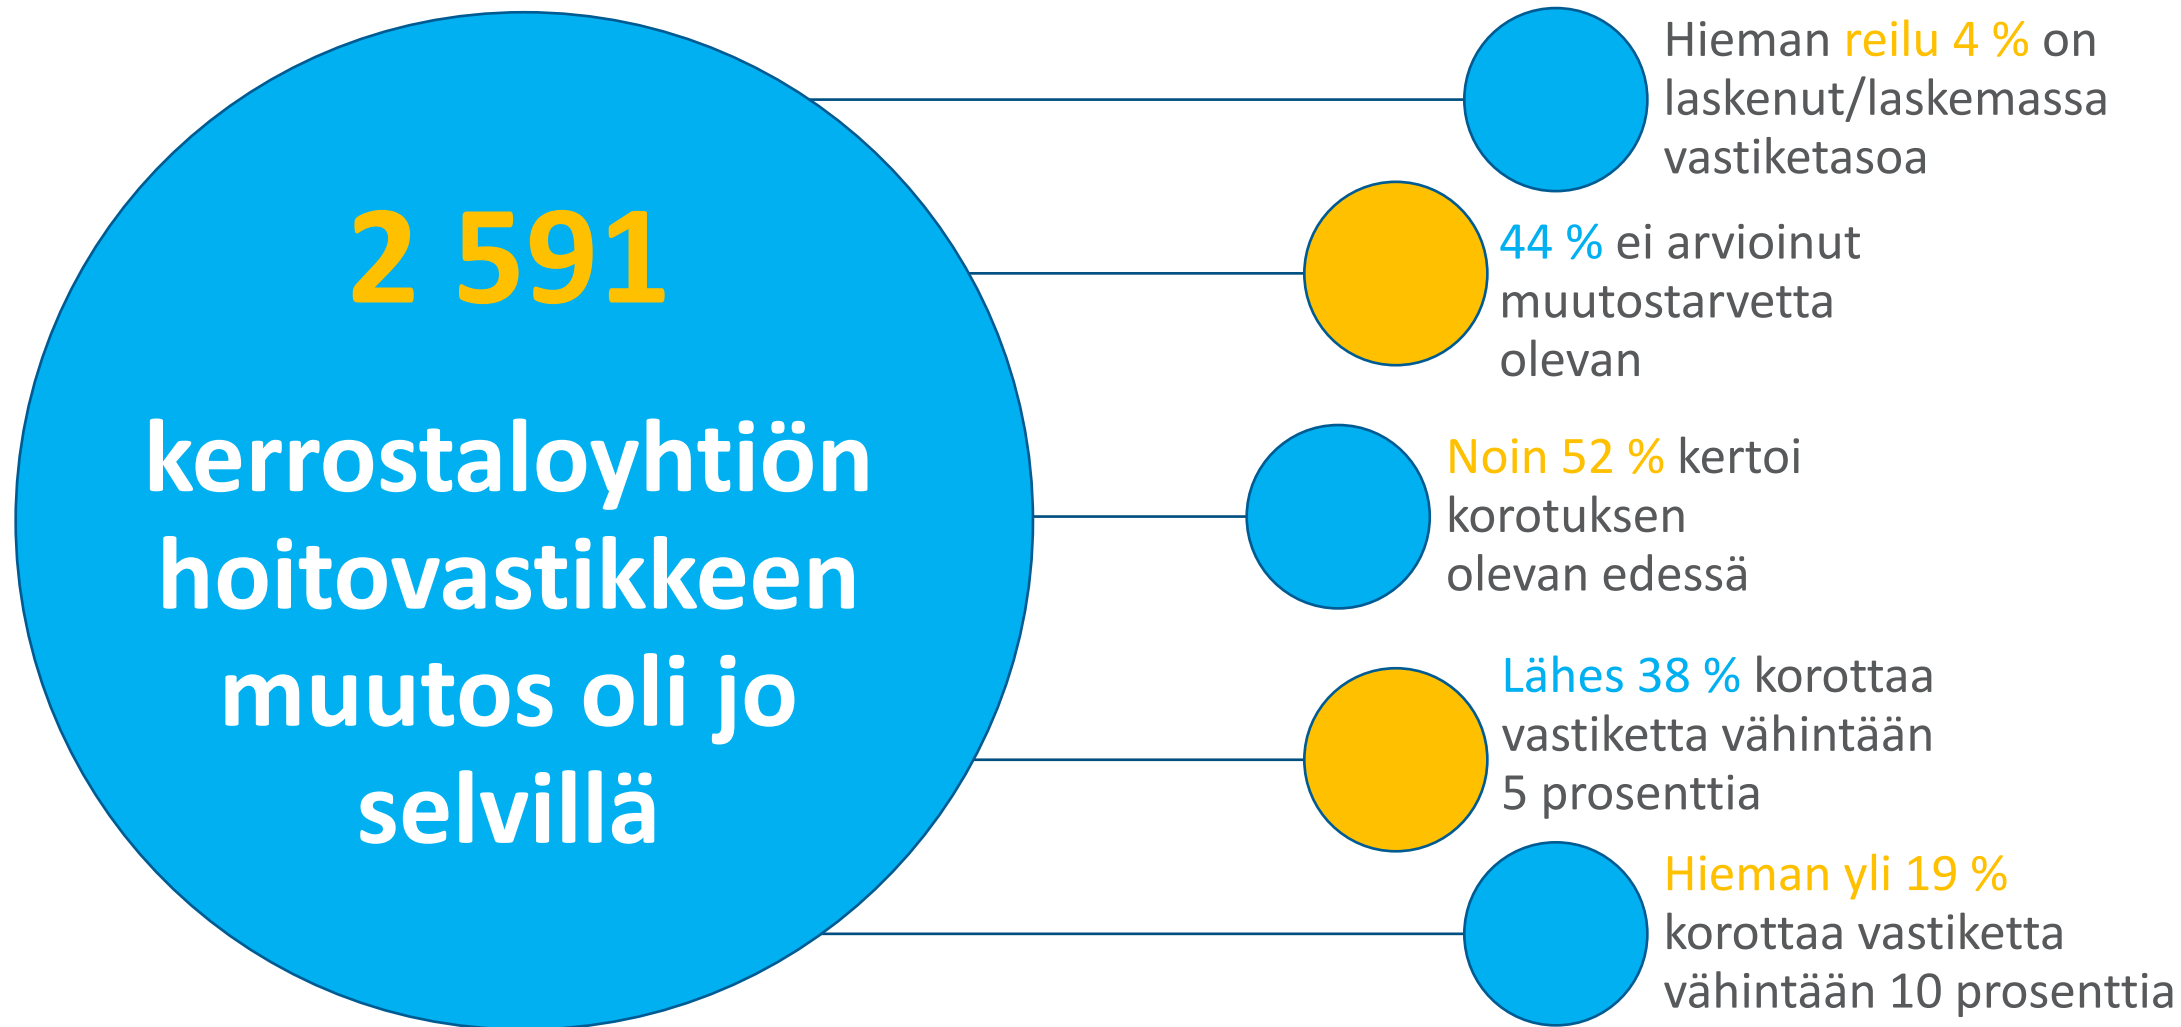 2 591
kerrostaloyhtiön
hoitovastikkeen
muutos oli jo
selvillä
Hieman reilu 4 % on
laskenut/laskemassa
vastiketasoa
44 % ei arvioinut
muutostarvetta
olevan
Noin 52 % kertoi
korotuksen
olevan edessä
Lähes 38 % korottaa
vastiketta vähintään
5 prosenttia
Hieman yli 19 %
korottaa vastiketta
vähintään 10 prosenttia